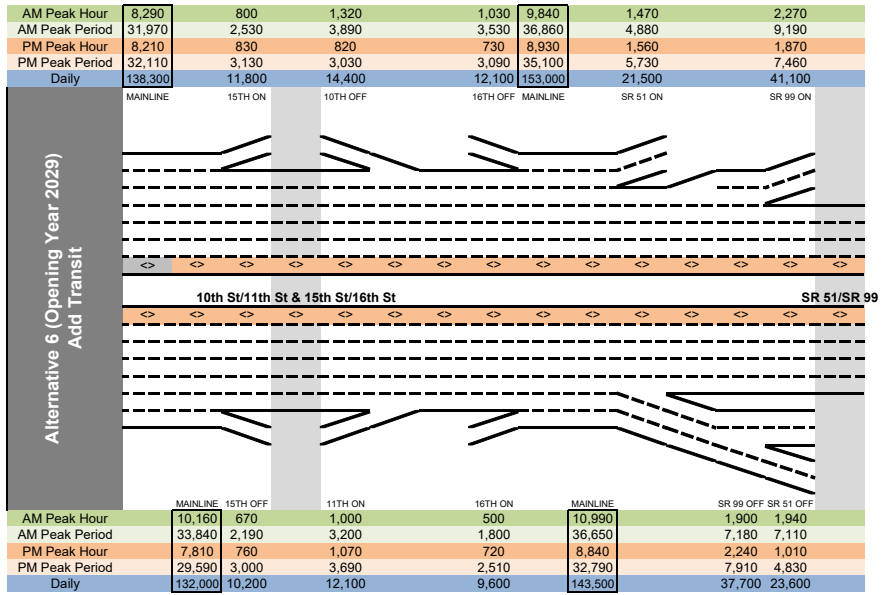 AM Peak Hour 8,290 800 1,320 1,030 9,840 1,470 2,270
AM Peak Period 31,970 2,530 3,890 3,530 36,860 4,880 9,190
PM Peak Hour 8,210 830 820 730 8,930 1,560 1,870
PM Peak Period 32,110 3,130 3,030 3,090 35,100 5,730 7,460
Daily 138,300 11,800 14,400 12,100 153,000 21,500 41,100
MAINLINE 15TH ON 10TH OFF 16TH OFF MAINLINE SR 51 ON SR 99 ON
Alternative 6 (Opening Year 2029)
Add Transit
<> <> <> <> <> <> <> <> <> <> <> <> <> <> <>
10th St/11th St & 15th St/16th St SR 51/SR 99
<> <> <> <> <> <> <> <> <> <> <> <> <> <> <>
MAINLINE 15TH OFF 11TH ON 16TH ON MAINLINE SR 99 OFF SR 51 OFF
AM Peak Hour 10,160 670 1,000 500 10,990 1,900 1,940
AM Peak Period 33,840 2,190 3,200 1,800 36,650 7,180 7,110
PM Peak Hour 7,810 760 1,070 720 8,840 2,240 1,010
PM Peak Period 29,590 3,000 3,690 2,510 32,790 7,910 4,830
Daily 132,000 10,200 12,100 9,600 143,500 37,700 23,600